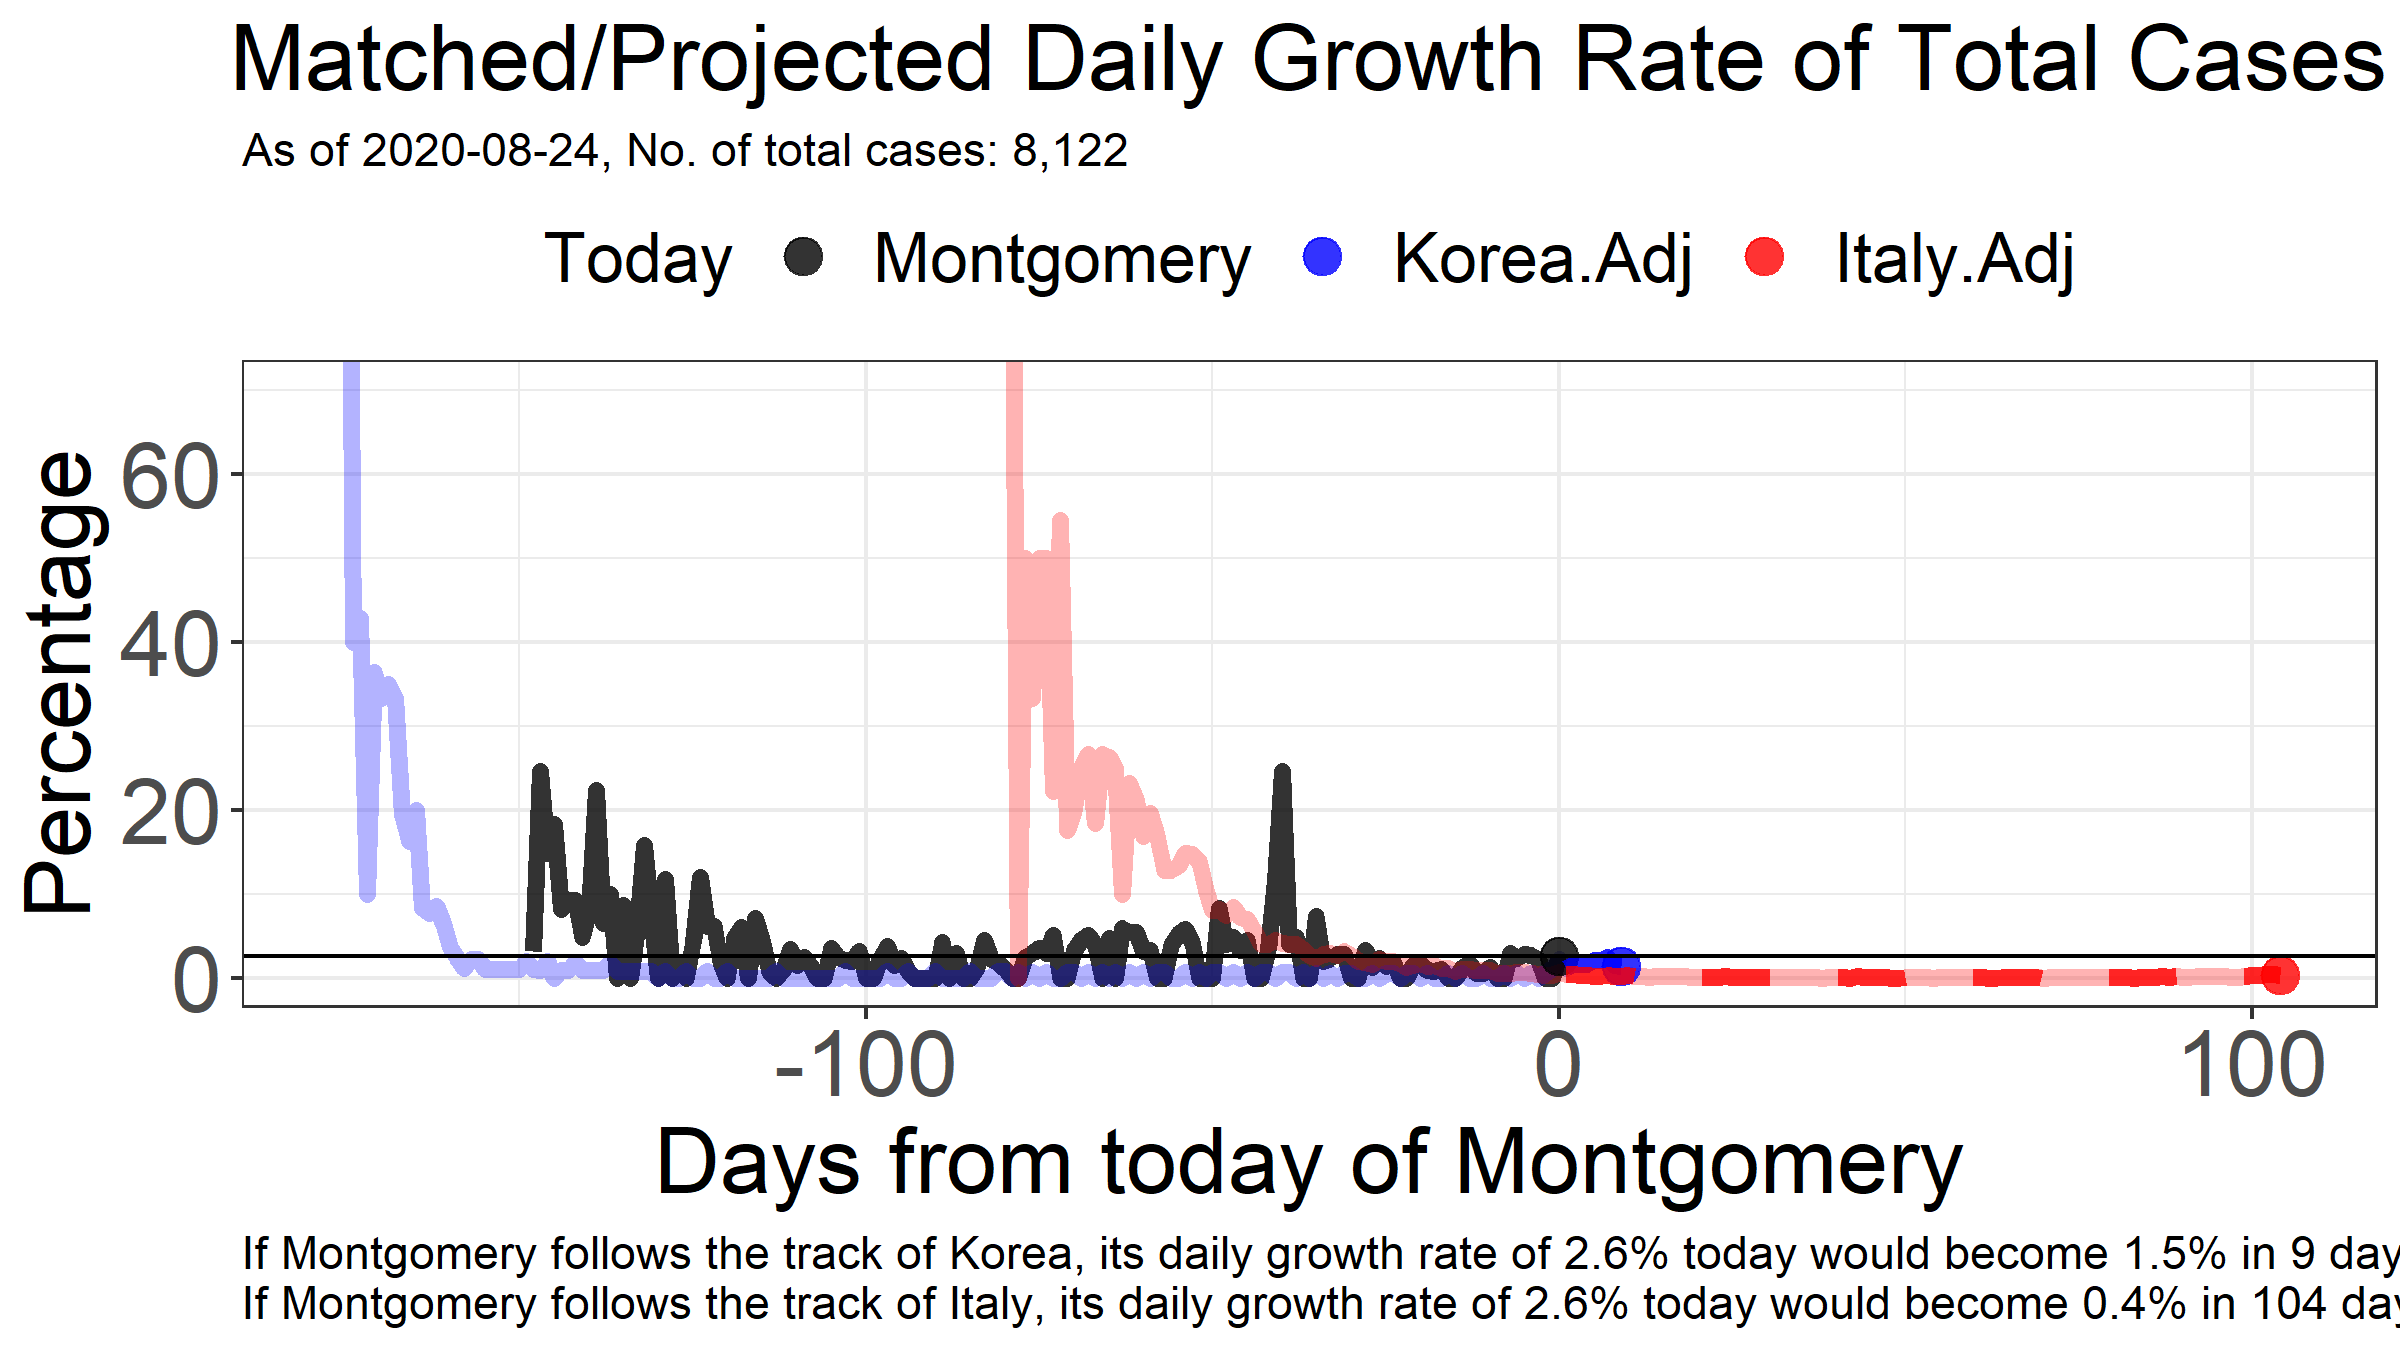 Matched/Projected Daily Growth Rate of Total Cases
As of 2020-08-24, No. of total cases: 8,122
Today Montgomery Korea.Adj Italy.Adj
Percentage
60
40
20
0
-100 0 100
Days from today of Montgomery
If Montgomery follows the track of Korea, its daily growth rate of 2.6% today would become 1.5% in 9 day
If Montgomery follows the track of Italy, its daily growth rate of 2.6% today would become 0.4% in 104 day